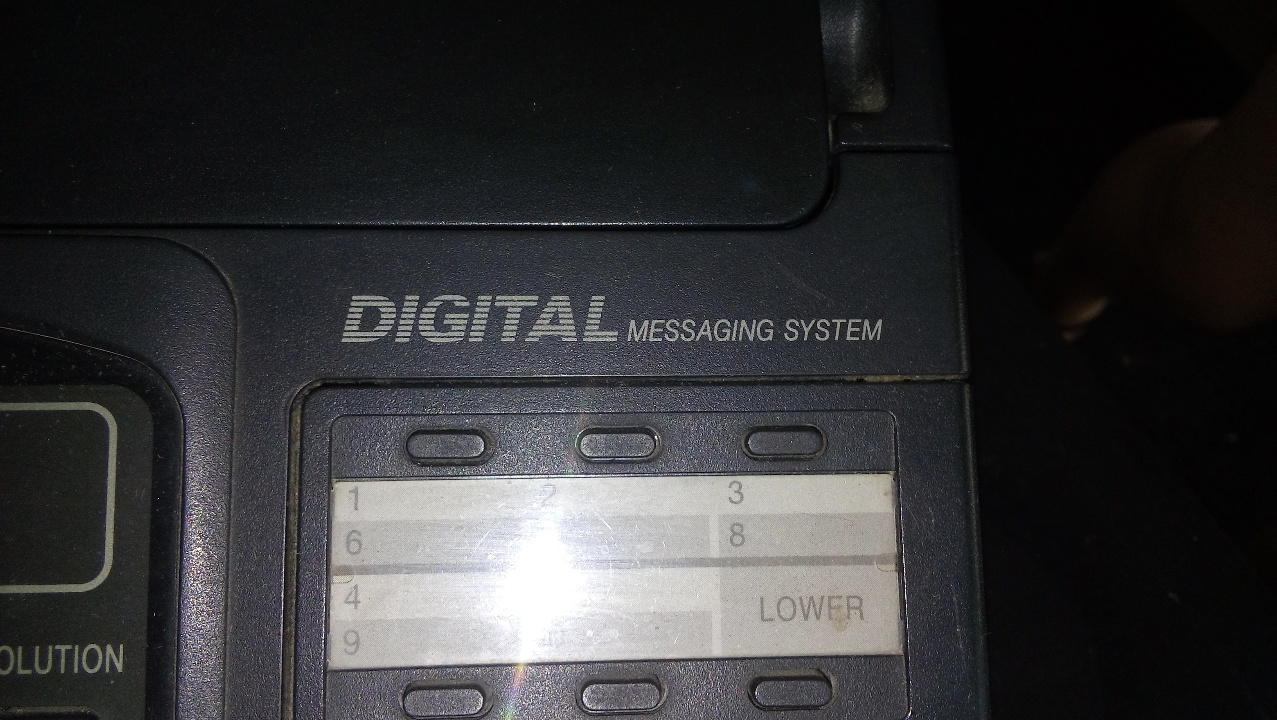 DIGITAL MESSAGING SYSTEM
1 2 3
6 8
4 LOWER
9
OLUTION